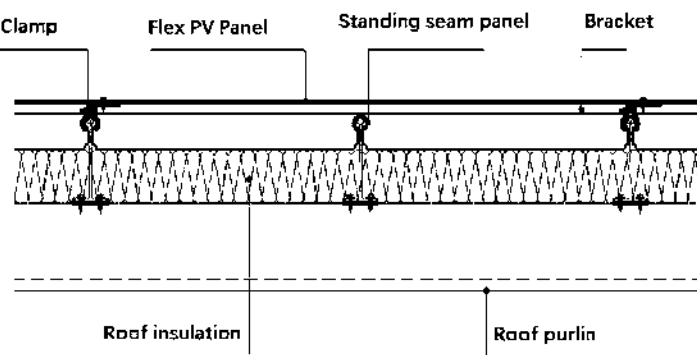 Clamp
Flex PV Panel
Standing seam panel
Bracket
Roof insulation
Roof purlin